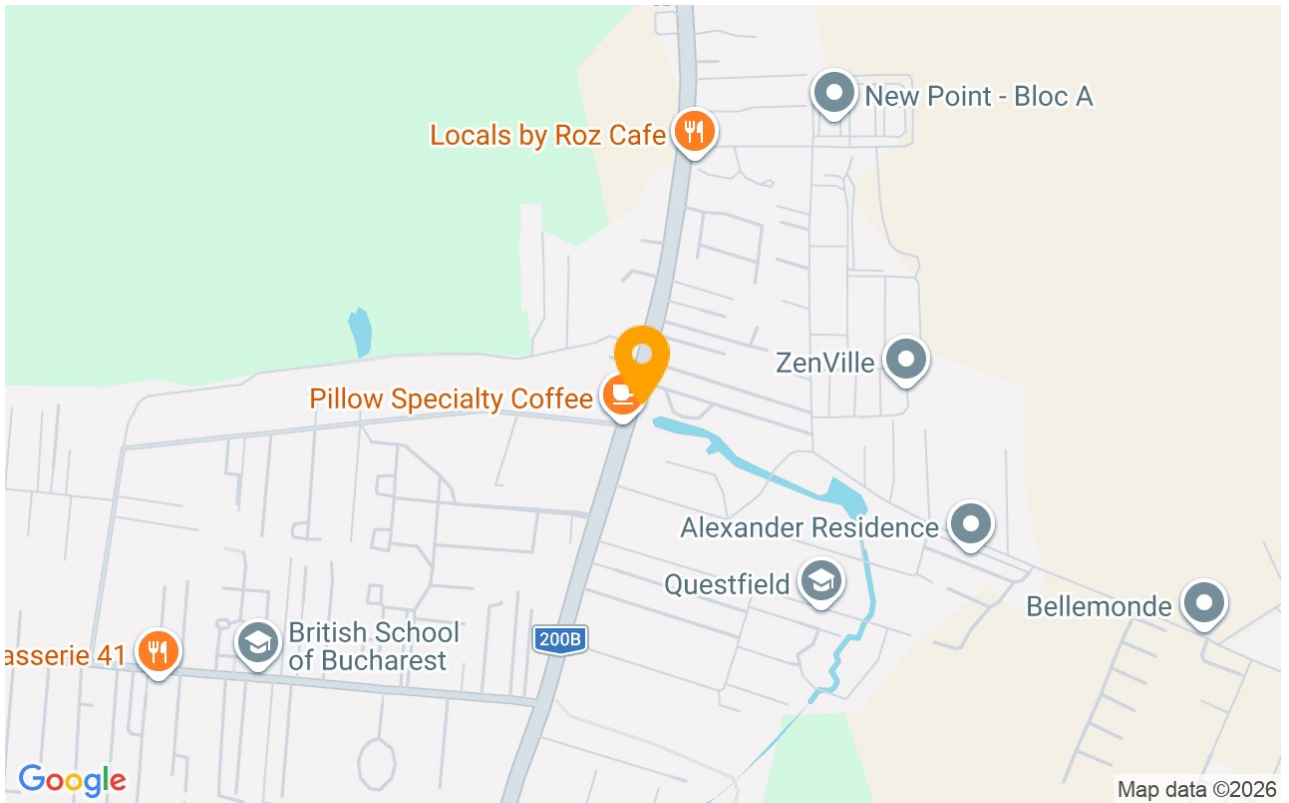 New Point - Bloc A
Locals by Roz Cafe
ZenVille
Pillow Specialty Coffee
Alexander Residence
Questfield
Bellemonde
British School
of Bucharest
200B
asserie 41
Google
Map data ©2026